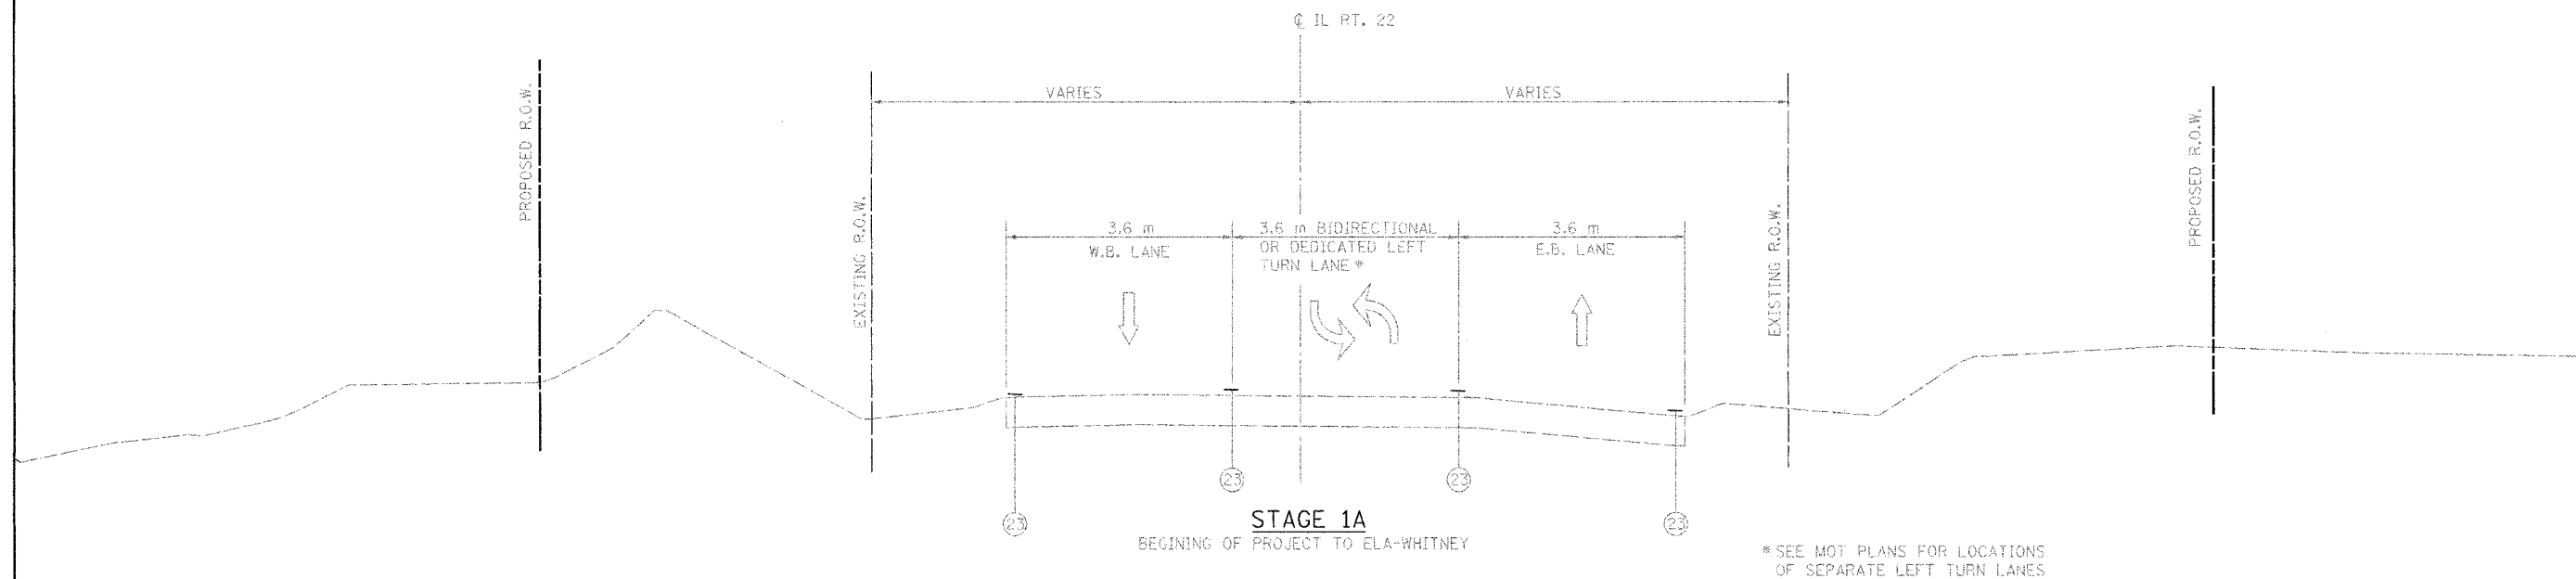 ℄ IL RT. 22
VARIES
VARIES
PROPOSED R.O.W.
EXISTING R.O.W.
EXISTING R.O.W.
PROPOSED R.O.W.
3.6 m
W.B. LANE
3.6 m BIDIRECTIONAL
OR DEDICATED LEFT
TURN LANE *
3.6 m
E.B. LANE
23
23
23
23
STAGE 1A
BEGINING OF PROJECT TO ELA-WHITNEY
* SEE MOT PLANS FOR LOCATIONS
OF SEPARATE LEFT TURN LANES